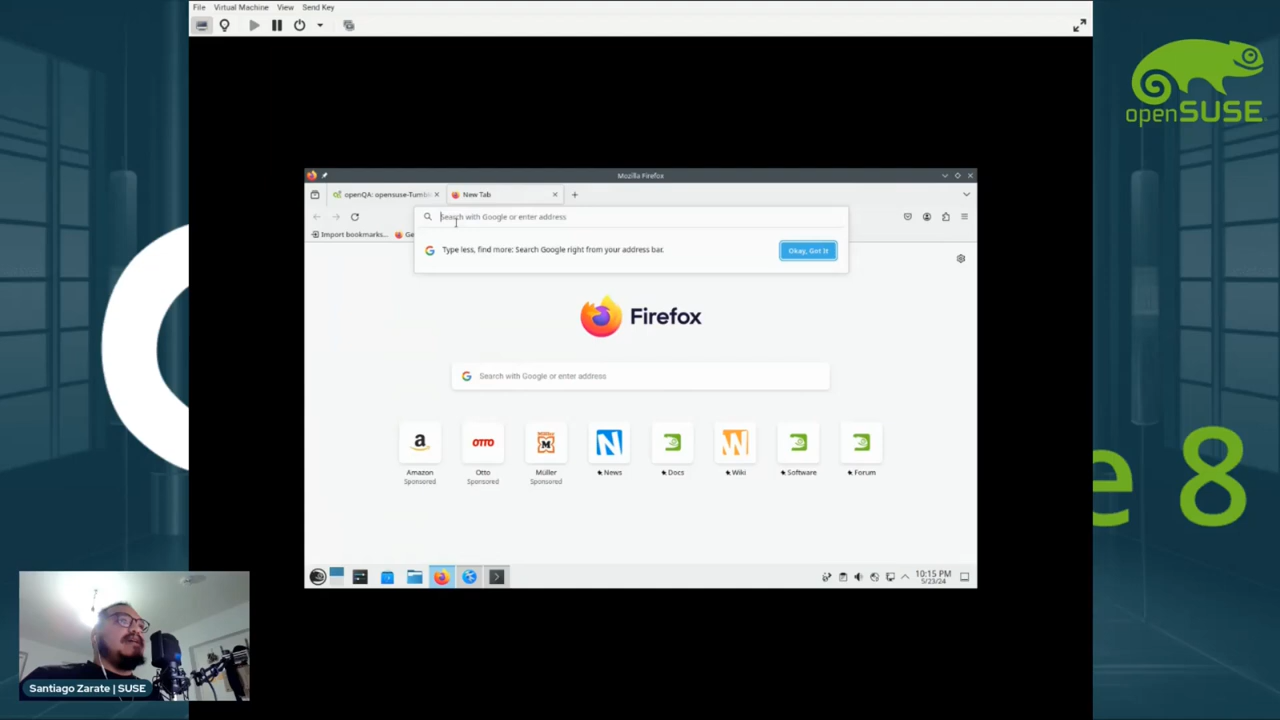 File Virtual Machine View Send Key
openSUSE
Mozilla Firefox
openQA: opensuse-Tumbl
New Tab
Search with Google or enter address
Import bookmarks...
Ge
Type less, find more: Search Google right from your address bar.
Okay, Got It
Firefox
Search with Google or enter address
a
OTTO
N
W
Amazon
Otto
Müller
News
Docs
Wiki
Software
Forum
Sponsored
Sponsored
Sponsored
e 8
10:15 PM
5/23/24
Santiago Zarate | SUSE